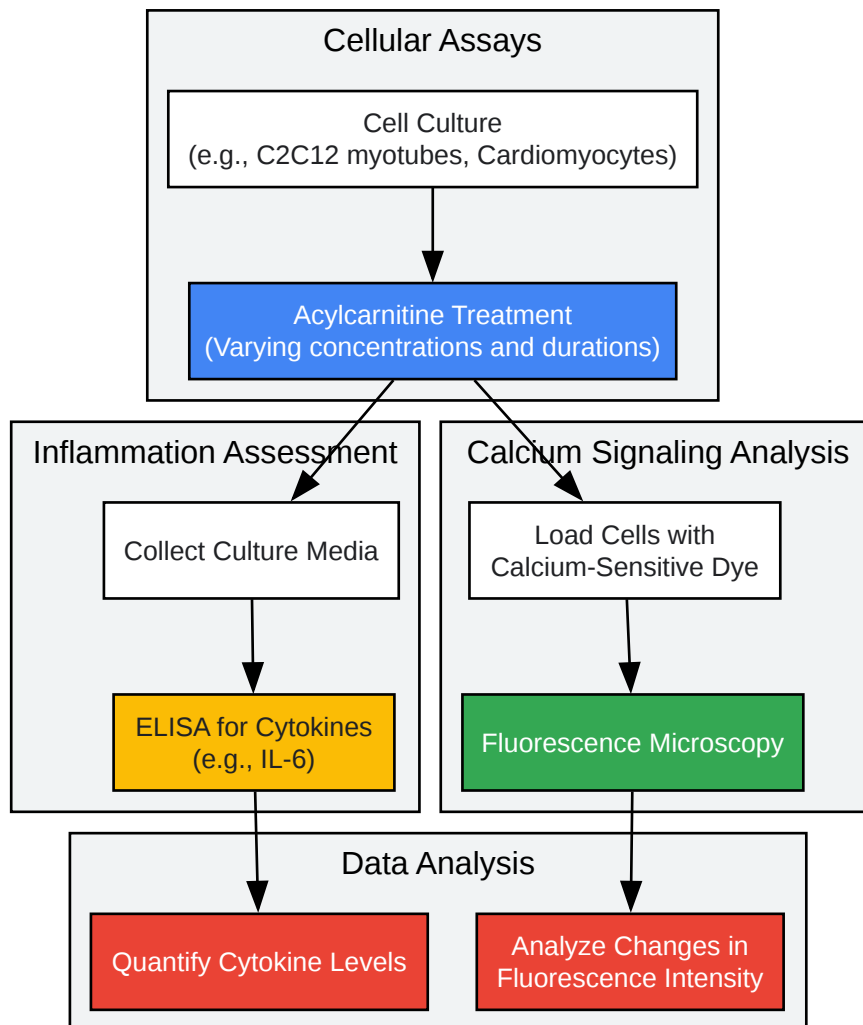 Cellular Assays
Cell Culture
(e.g., C2C12 myotubes, Cardiomyocytes)
Acylcarnitine Treatment
(Varying concentrations and durations)
Inflammation Assessment
Collect Culture Media
ELISA for Cytokines
(e.g., IL-6)
Calcium Signaling Analysis
Load Cells with
Calcium-Sensitive Dye
Fluorescence Microscopy
Data Analysis
Quantify Cytokine Levels
Analyze Changes in
Fluorescence Intensity